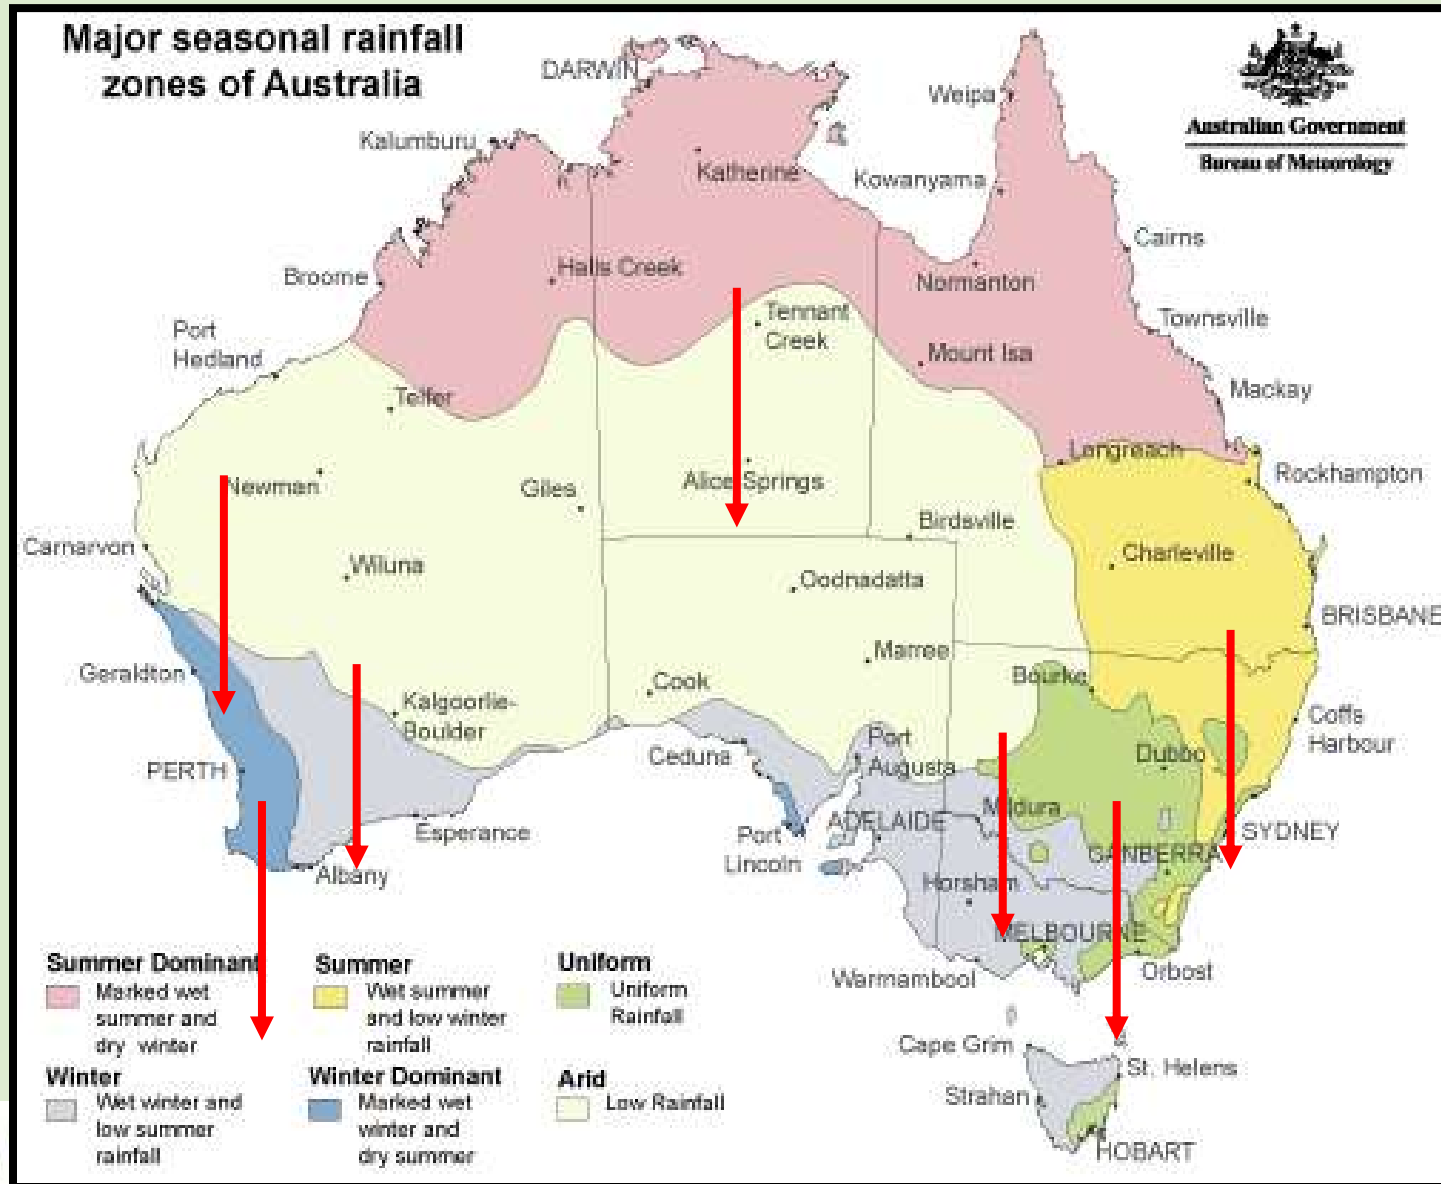 Major seasonal rainfall
zones of Australia
Australian Government
Bureau of Meteorology
DARWIN
Weipa
Kalumburu
Katherine
Kowanyama
Cairns
Broome
Halls Creek
Normanton
Port
Hedland
Tennant
Creek
Townsville
Mount Isa
Telfer
Mackay
Longreach
Newman
Giles
Alice Springs
Rockhampton
Birdsville
Carnarvon
Charleville
Wiluna
Oodnadatta
BRISBANE
Geraldton
Marree
Bourke
Cook
Kalgoorlie-
Boulder
Coffs
Harbour
Ceduna
Port
Augusta
Dubbo
PERTH
Mildura
Esperance
Port
Lincoln
ADELAIDE
SYDNEY
CANBERRA
Albany
Horsham
MELBOURNE
Warrnambool
Orbost
Cape Grim
St. Helens
Strahan
HOBART
Summer Dominant
Marked wet
summer and
dry winter
Summer
Wet summer
and low winter
rainfall
Uniform
Uniform
Rainfall
Winter
Wet winter and
low summer
rainfall
Winter Dominant
Marked wet
winter and
dry summer
Arid
Low Rainfall